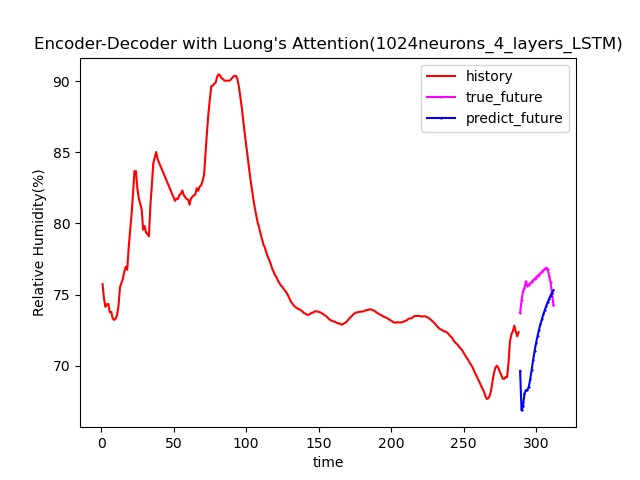 Encoder-Decoder with Luong's Attention(1024neurons_4_layers_LSTM)
history
true_future
predict_future
Relative Humidity(%)
90
85
80
75
70
0 50 100 150 200 250 300
time